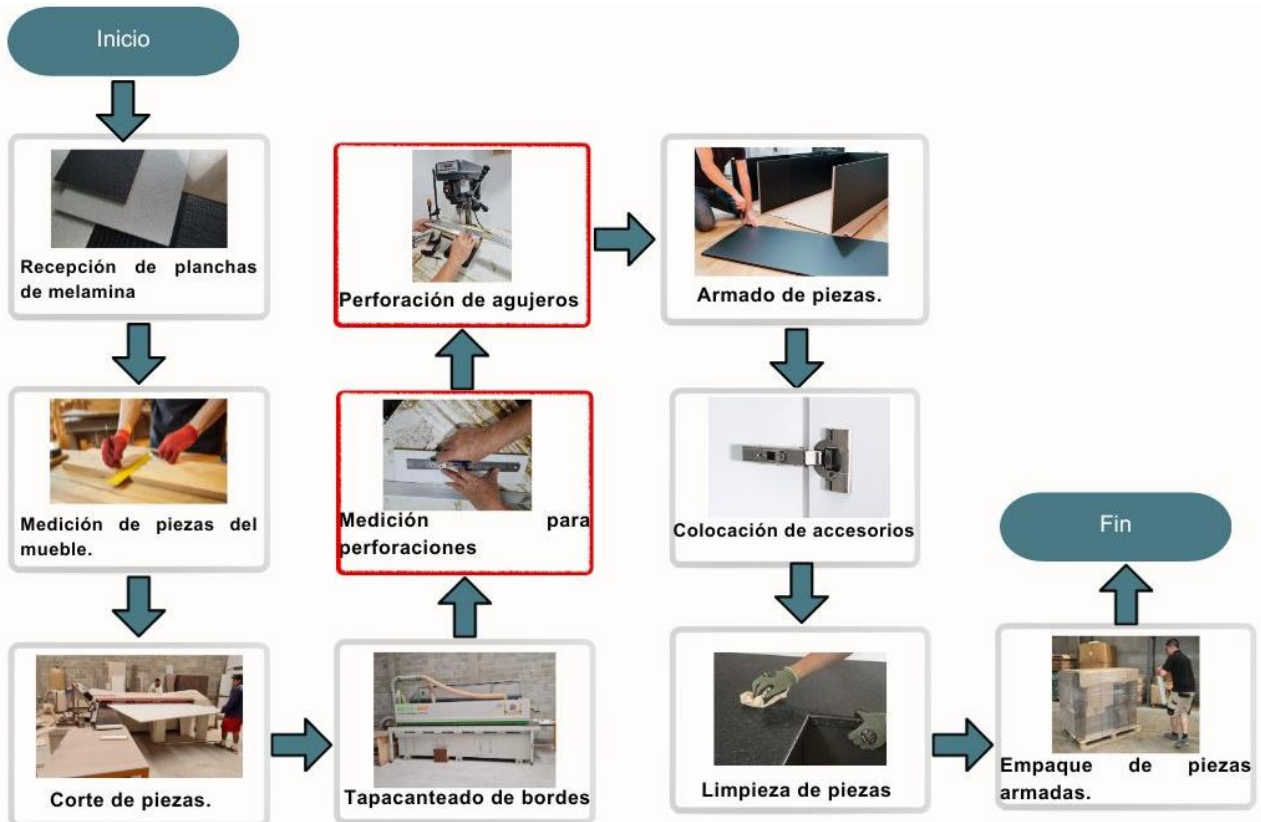 Inicio
Recepción de planchas
de melamina
Medición de piezas del
mueble.
Corte de piezas.
Tapacanteado de bordes
Medición para
perforaciones
Perforación de agujeros
Armado de piezas.
Colocación de accesorios
Limpieza de piezas
Empaque de piezas
armadas.
Fin